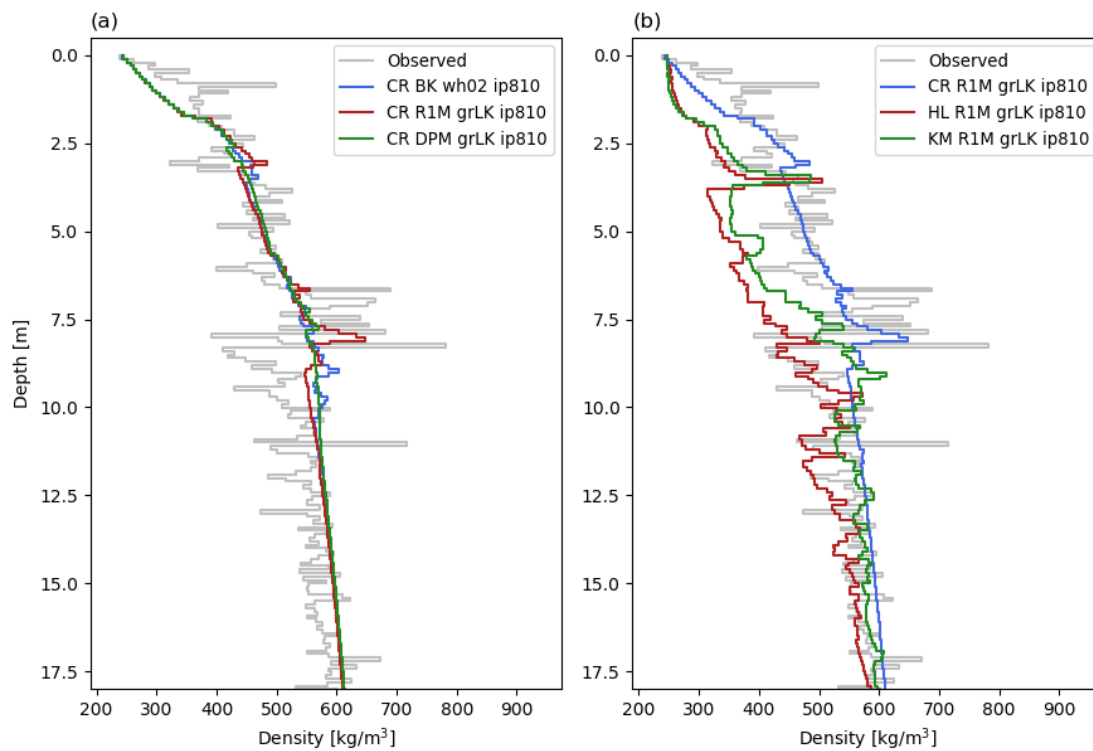 (a)
Observed
CR BK wh02 ip810
CR R1M grLK ip810
CR DPM grLK ip810
0.0
2.5
5.0
7.5
10.0
12.5
15.0
17.5
Depth [m]
200 300 400 500 600 700 800 900
Density [kg/m³]
(b)
Observed
CR R1M grLK ip810
HL R1M grLK ip810
KM R1M grLK ip810
0.0
2.5
5.0
7.5
10.0
12.5
15.0
17.5
200 300 400 500 600 700 800 900
Density [kg/m³]